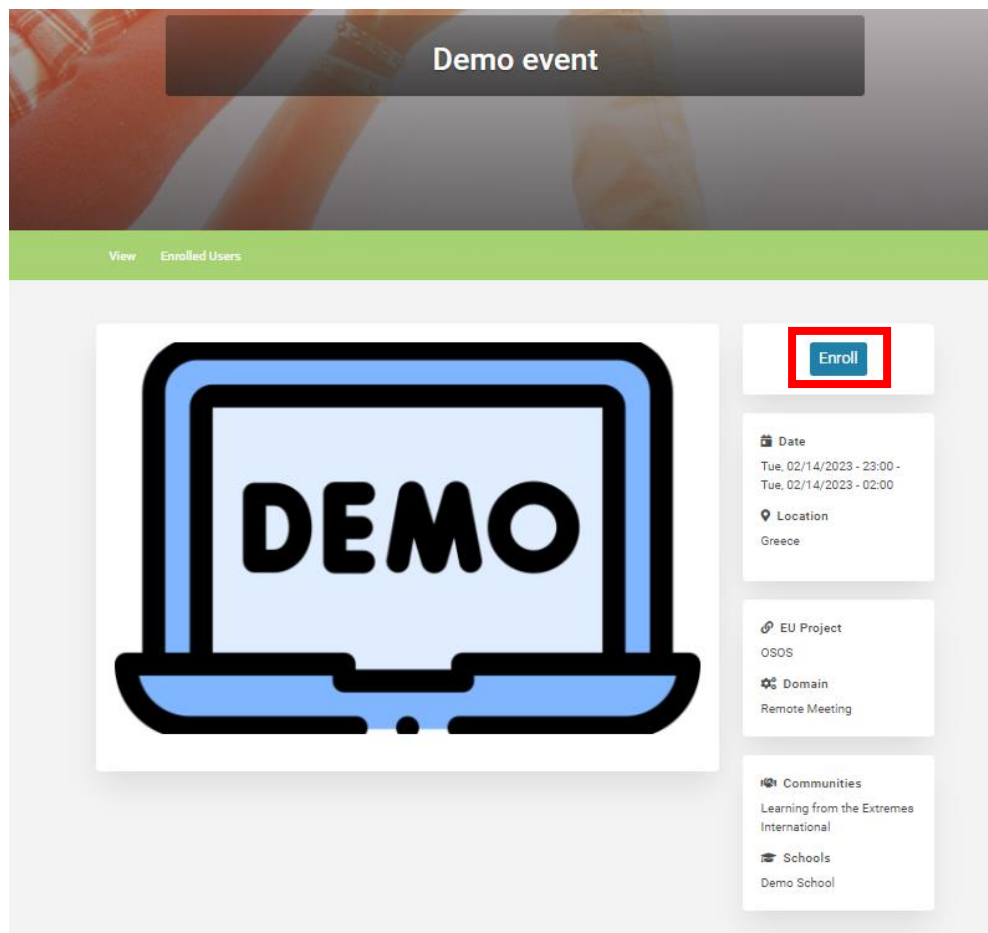 Demo event
View Enrolled Users
DEMO
Enroll
Date
Tue, 02/14/2023 - 23:00 -
Tue, 02/14/2023 - 02:00
Location
Greece
EU Project
OSOS
Domain
Remote Meeting
Communities
Learning from the Extremes
International
Schools
Demo School